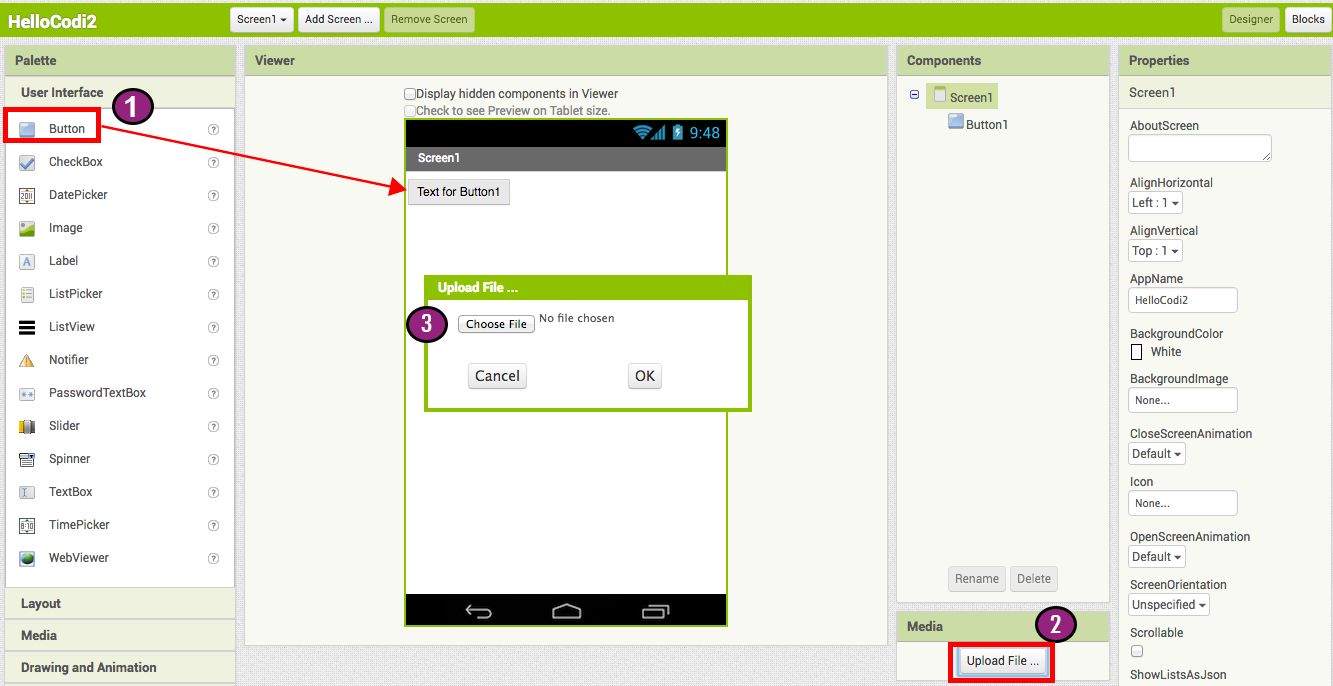 HelloCodi2
Screen1
Add Screen ...
Remove Screen
Designer
Blocks
Palette
User Interface
1
Button
?
CheckBox
?
DatePicker
?
Image
?
Label
?
ListPicker
?
ListView
?
Notifier
?
PasswordTextBox
?
Slider
?
Spinner
?
TextBox
?
TimePicker
?
WebViewer
?
Layout
Media
Drawing and Animation
Viewer
Display hidden components in Viewer
Check to see Preview on Tablet size.
9:48
Screen1
Text for Button1
Upload File ...
3
Choose File
No file chosen
Cancel
OK
Components
Screen1
Button1
Rename
Delete
Media
2
Upload File ...
Properties
Screen1
AboutScreen
AlignHorizontal
Left : 1
AlignVertical
Top : 1
AppName
HelloCodi2
BackgroundColor
White
BackgroundImage
None...
CloseScreenAnimation
Default
Icon
None...
OpenScreenAnimation
Default
ScreenOrientation
Unspecified
Scrollable
ShowListsAsJson